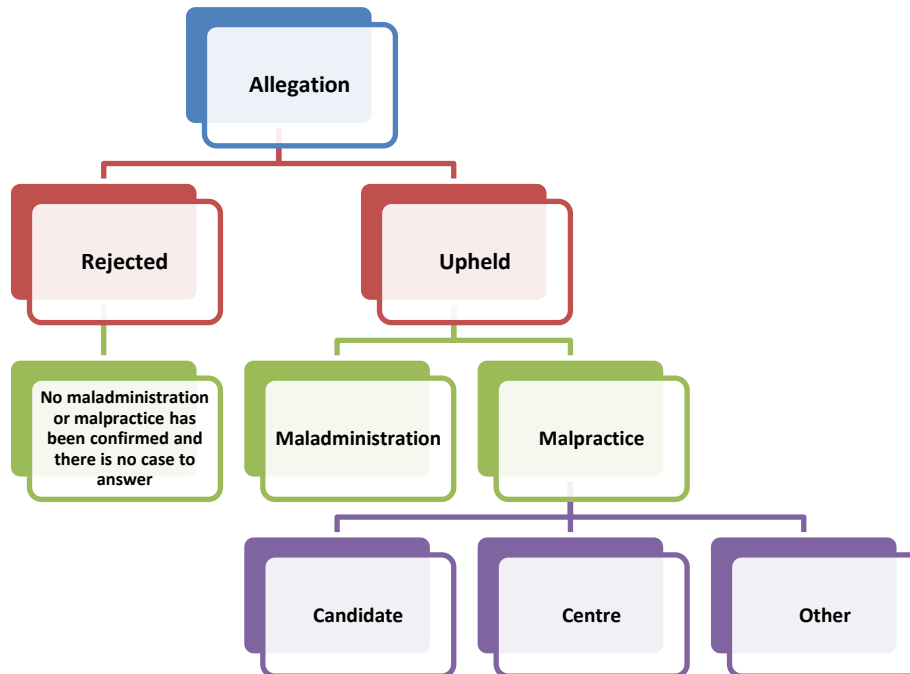 Allegation
Rejected
Upheld
No maladministration
or malpractice has
been confirmed and
there is no case to
answer
Maladministration
Malpractice
Candidate
Centre
Other